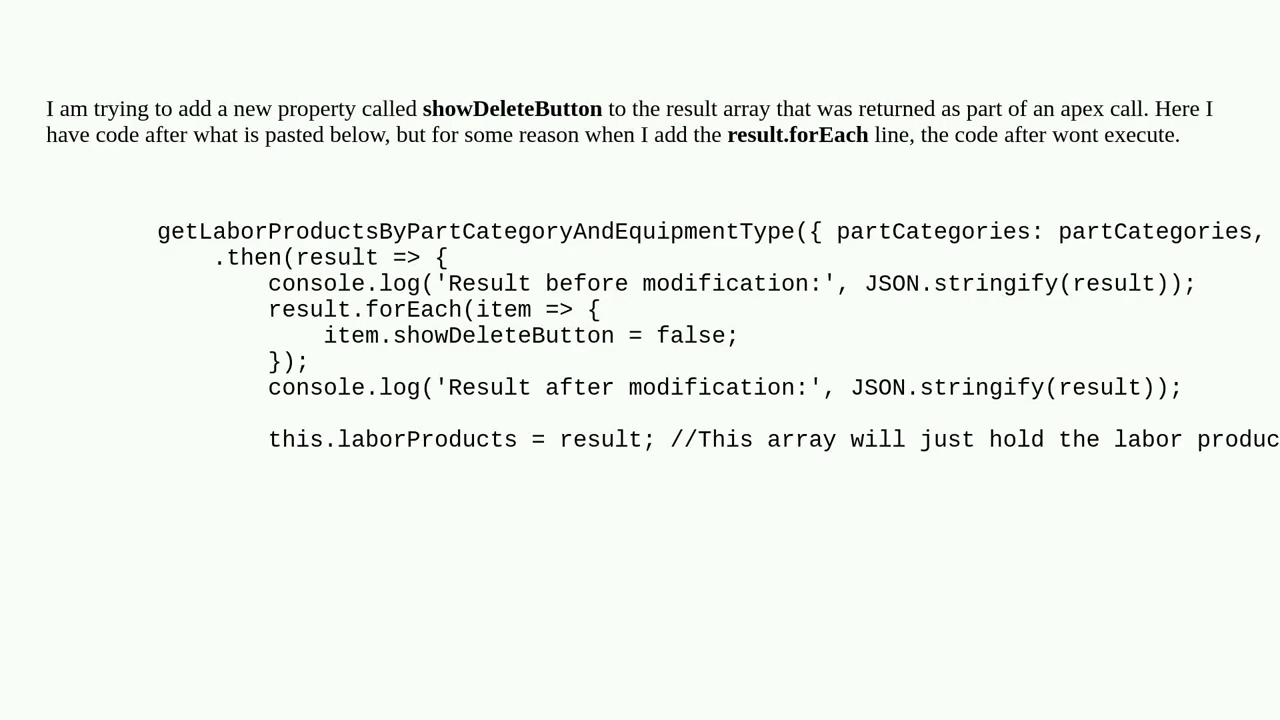 I am trying to add a new property called showDeleteButton to the result array that was returned as part of an apex call. Here I
have code after what is pasted below, but for some reason when I add the result.forEach line, the code after wont execute.
getLaborProductsByPartCategoryAndEquipmentType({ partCategories: partCategories,
.then(result => {
console.log('Result before modification:', JSON.stringify(result));
result.forEach(item => {
item.showDeleteButton = false;
});
console.log('Result after modification:', JSON.stringify(result));
this.laborProducts = result; //This array will just hold the labor produc